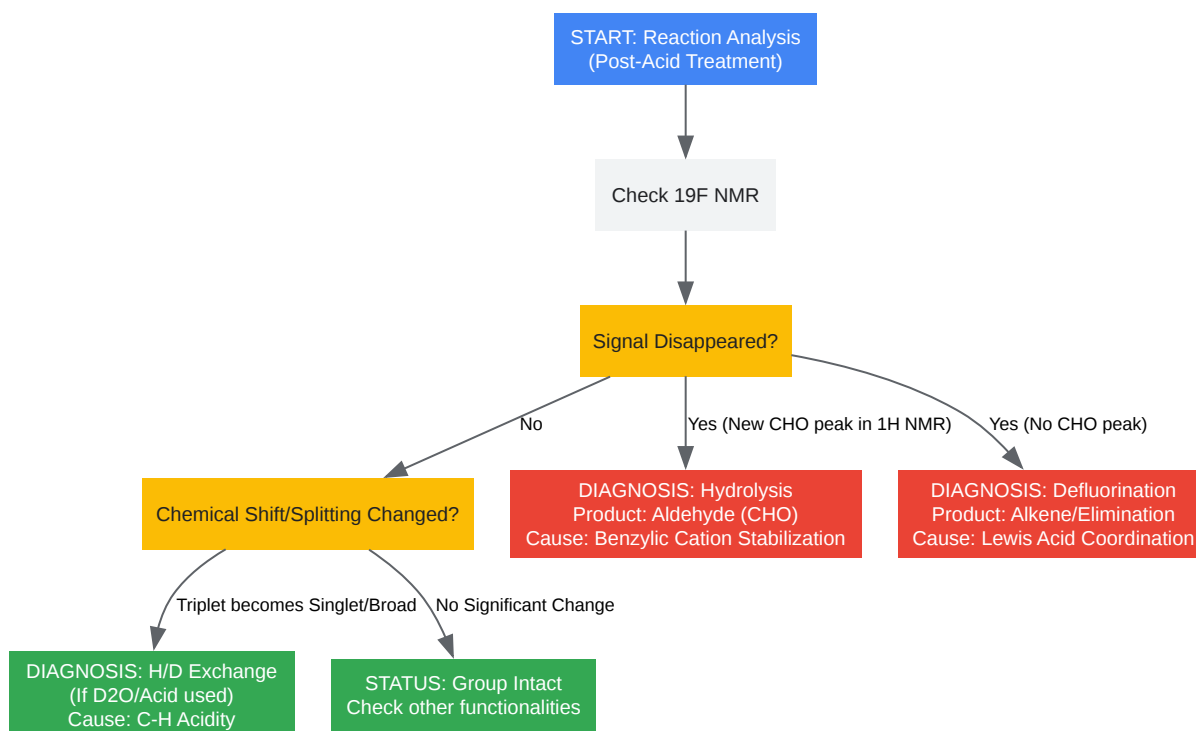 START: Reaction Analysis
(Post-Acid Treatment)
Check 19F NMR
Signal Disappeared?
No
Yes (New CHO peak in 1H NMR)
Yes (No CHO peak)
Chemical Shift/Splitting Changed?
DIAGNOSIS: Hydrolysis
Product: Aldehyde (CHO)
Cause: Benzylic Cation Stabilization
DIAGNOSIS: Defluorination
Product: Alkene/Elimination
Cause: Lewis Acid Coordination
Triplet becomes Singlet/Broad
No Significant Change
DIAGNOSIS: H/D Exchange
(If D2O/Acid used)
Cause: C-H Acidity
STATUS: Group Intact
Check other functionalities